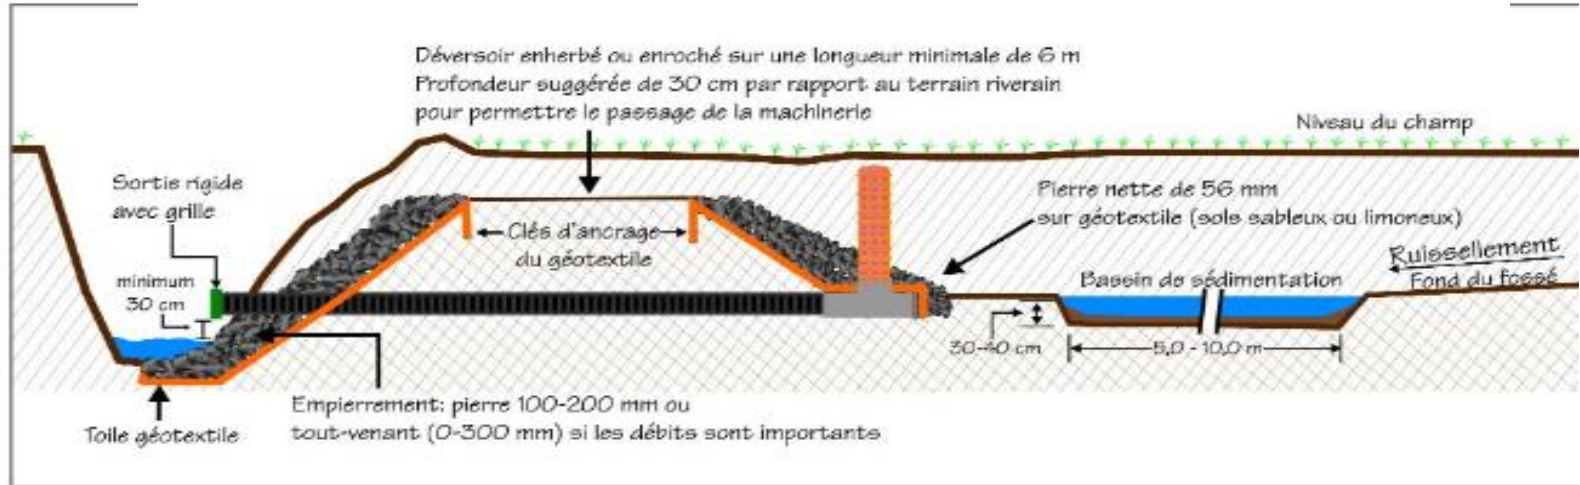 Déversoir enherbé ou enroché sur une longueur minimale de 6 m
Profondeur suggérée de 30 cm par rapport au terrain riverain
pour permettre le passage de la machinerie
Niveau du champ
Sortie rigide
avec grille
Pierre nette de 56 mm
sur géotextile (sols sableux ou limoneux)
Clés d'ancrage
du géotextile
minimum
30 cm
Ruissellement
Fond du fossé
Bassin de sédimentation
30-40 cm
5,0 - 10,0 m
Empierrement: pierre 100-200 mm ou
tout-venant (0-300 mm) si les débits sont importants
Toile géotextile